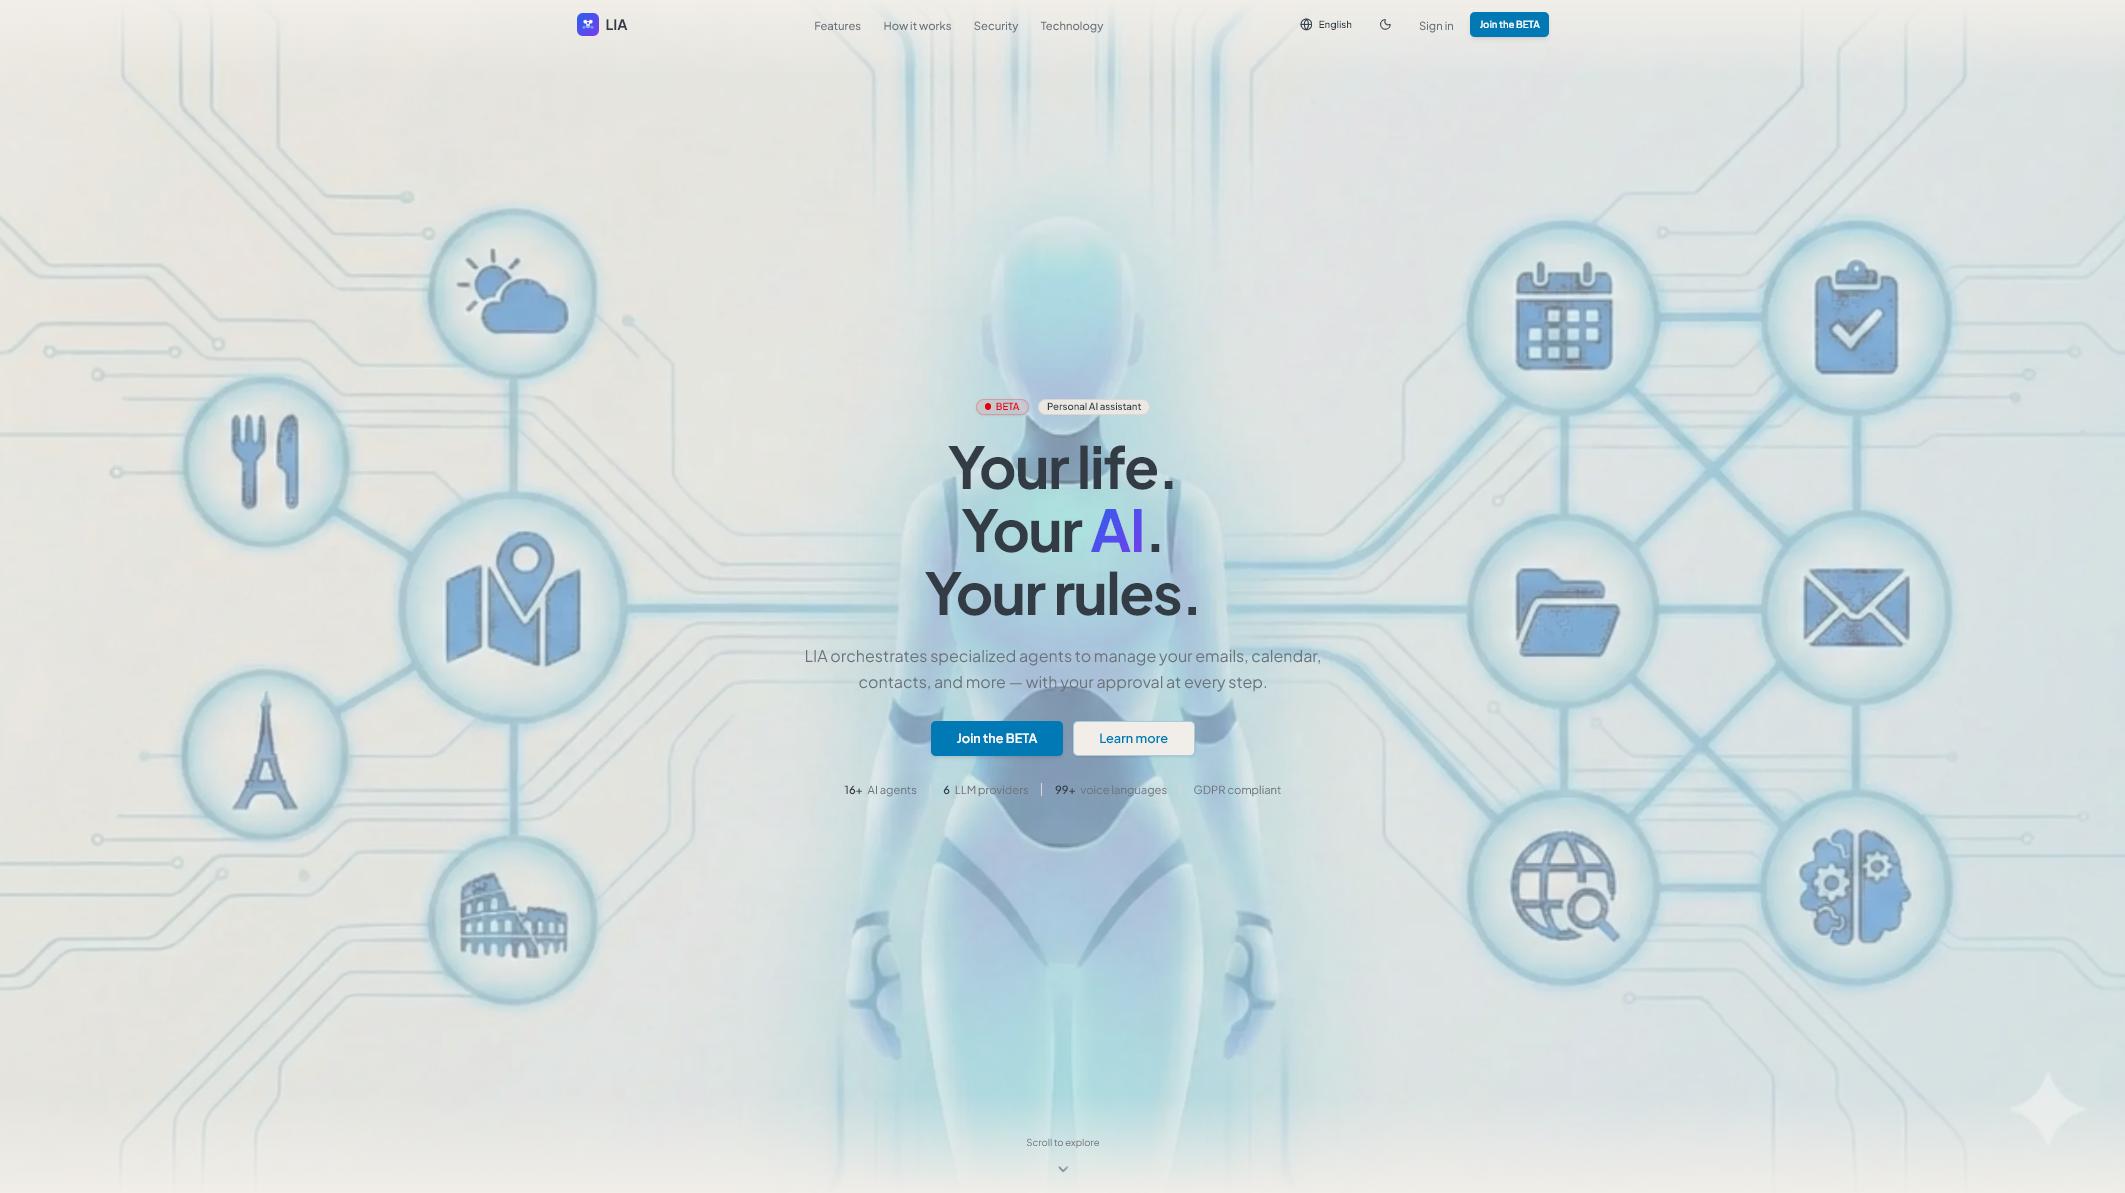 LIA
Features How it works Security Technology
English Sign in Join the BETA
BETA Personal AI assistant
Your life.
Your AI.
Your rules.
LIA orchestrates specialized agents to manage your emails, calendar,
contacts, and more — with your approval at every step.
Join the BETA Learn more
16+ AI agents 6 LLM providers 99+ voice languages GDPR compliant
Scroll to explore